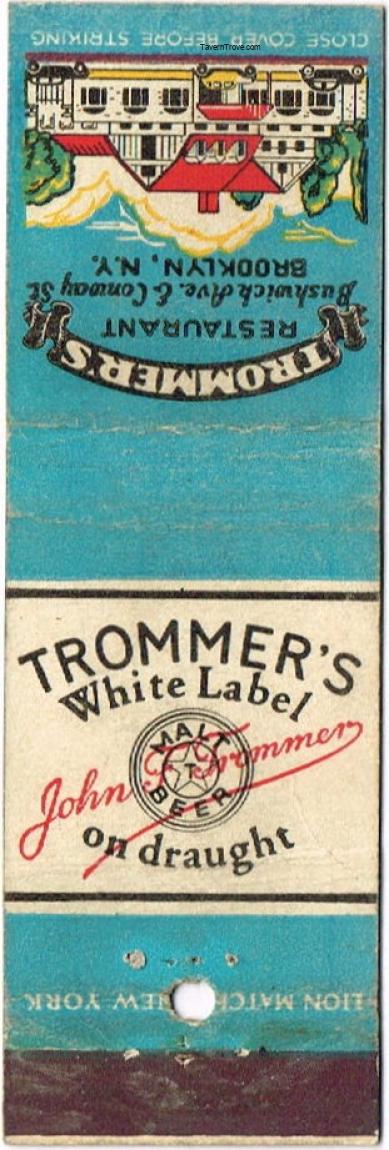 TavernTrove.com
CLOSE COVER BEFORE STRIKING
TROMMER'S
RESTAURANT
Bushwick Ave. & Conway St.
BROOKLYN, N.Y.
TROMMER'S
White Label
MALT
T
BEER
John F. Trommer
on draught
LION MATCH NEW YORK